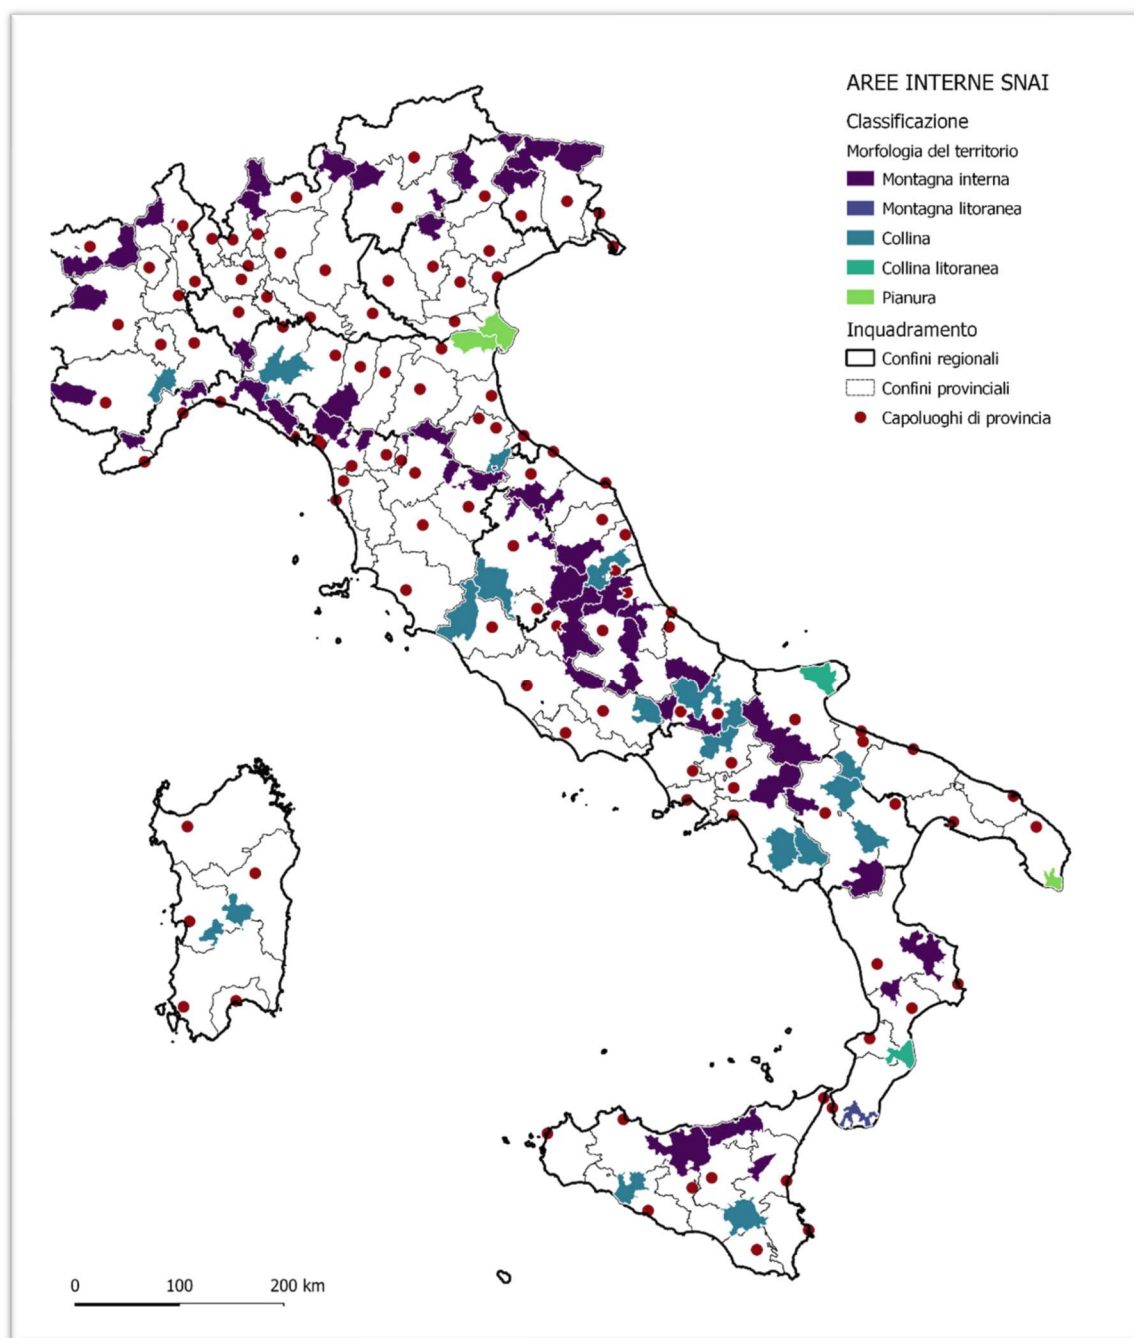 AREE INTERNE SNAI
Classificazione
Morfologia del territorio
Montagna interna
Montagna litoranea
Collina
Collina litoranea
Pianura
Inquadramento
Confini regionali
Confini provinciali
Capoluoghi di provincia
0 100 200 km